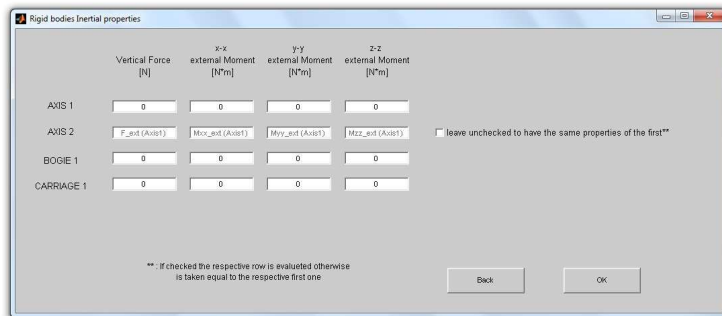 Rigid bodies Inertial properties
Vertical Force [N]
x-x external Moment [N*m]
y-y external Moment [N*m]
z-z external Moment [N*m]
AXIS 1 0 0 0 0
AXIS 2 F_ext (Axis1) Mxx_ext (Axis1) Myy_ext (Axis1) Mzz_ext (Axis1) leave unchecked to have the same properties of the first**
BOGIE 1 0 0 0 0
CARRIAGE 1 0 0 0 0
** : If checked the respective row is evalueted otherwise
is taken equal to the respective first one
Back OK